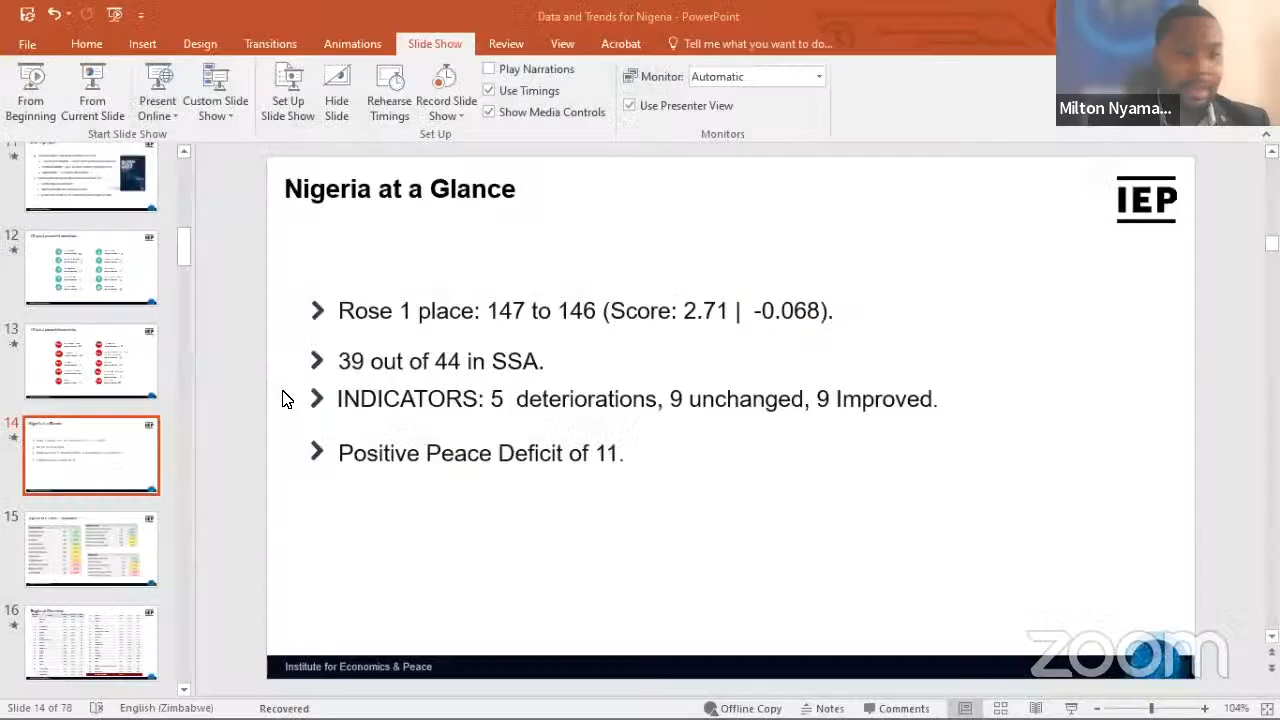 Data and Trends for Nigeria - PowerPoint
File Home Insert Design Transitions Animations Slide Show Review View Acrobat Tell me what you want to do...
From Beginning
From Current Slide
Present Online
Custom Slide Show
Set Up Slide Show
Hide Slide
Rehearse Timings
Record Slide Show
Play Narrations
Use Timings
Show Media Controls
Monitor: Automatic
Use Presenter View
Start Slide Show
Set Up
Monitors
Milton Nyama...
Nigeria at a Glance
IEP
Rose 1 place: 147 to 146 (Score: 2.71 | -0.068).
39 out of 44 in SSA.
INDICATORS: 5 deteriorations, 9 unchanged, 9 Improved.
Positive Peace Deficit of 11.
Institute for Economics & Peace
zoom
12
14
15
16
Slide 14 of 78 English (Zimbabwe) Recovered Offline Copy Notes Comments 104%